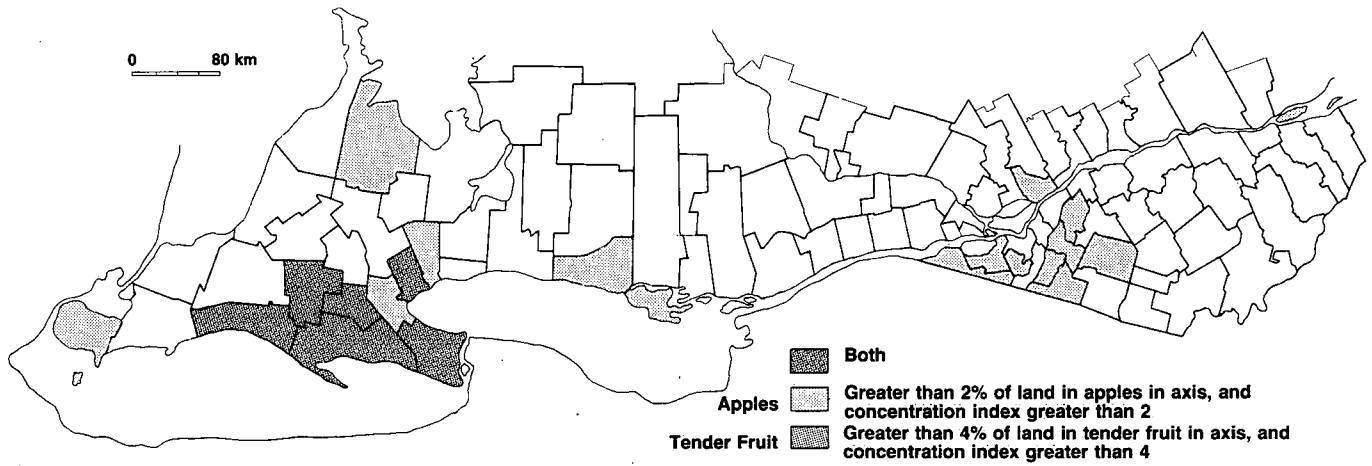 0 80 km
Both
Apples
Greater than 2% of land in apples in axis, and
concentration index greater than 2
Tender Fruit
Greater than 4% of land in tender fruit in axis, and
concentration index greater than 4